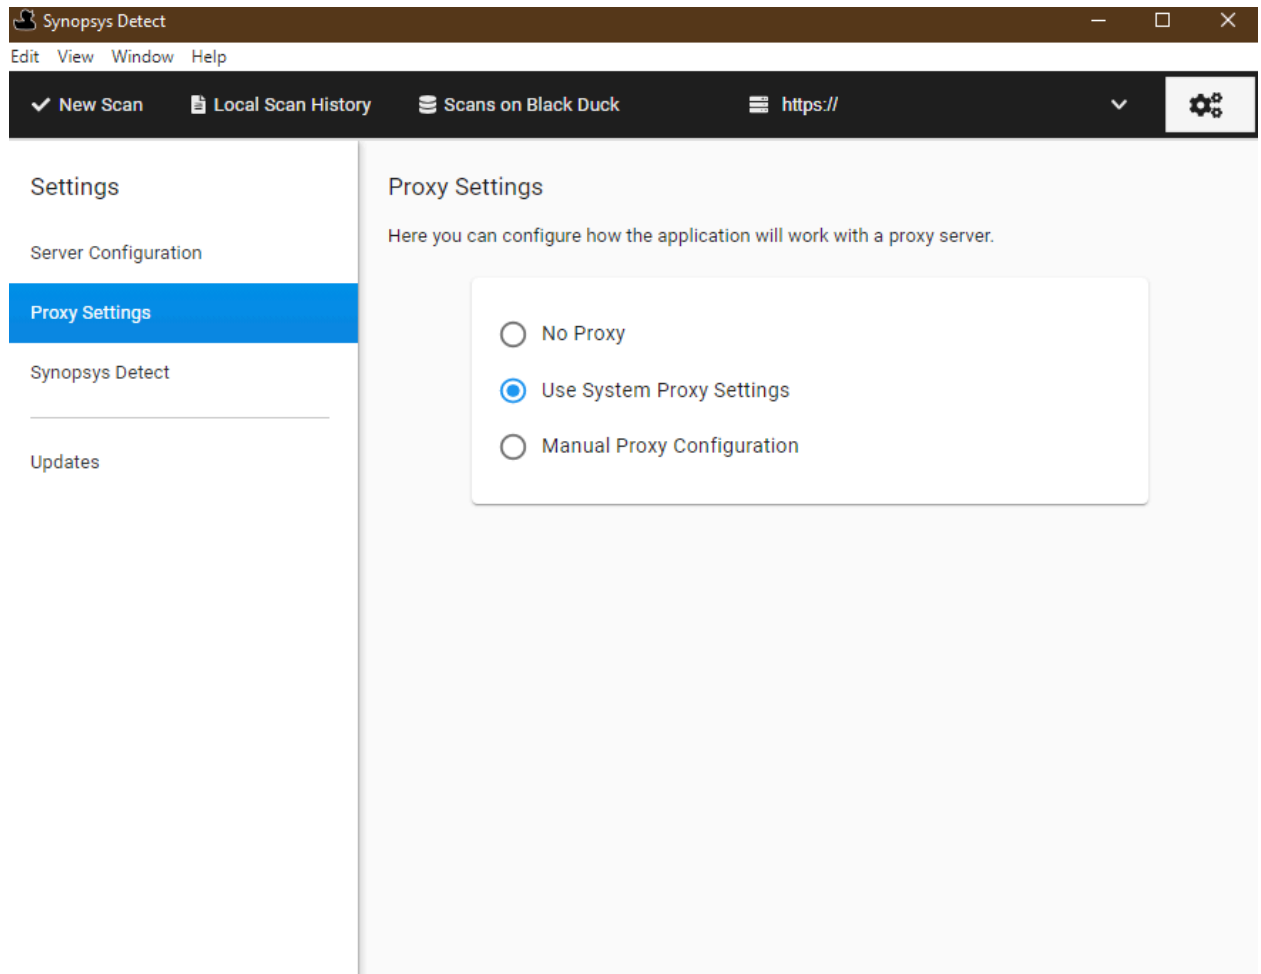 Synopsys Detect
Edit View Window Help
New Scan Local Scan History Scans on Black Duck https://
Settings
Server Configuration
Proxy Settings
Synopsys Detect
Updates
Proxy Settings
Here you can configure how the application will work with a proxy server.
No Proxy
Use System Proxy Settings
Manual Proxy Configuration